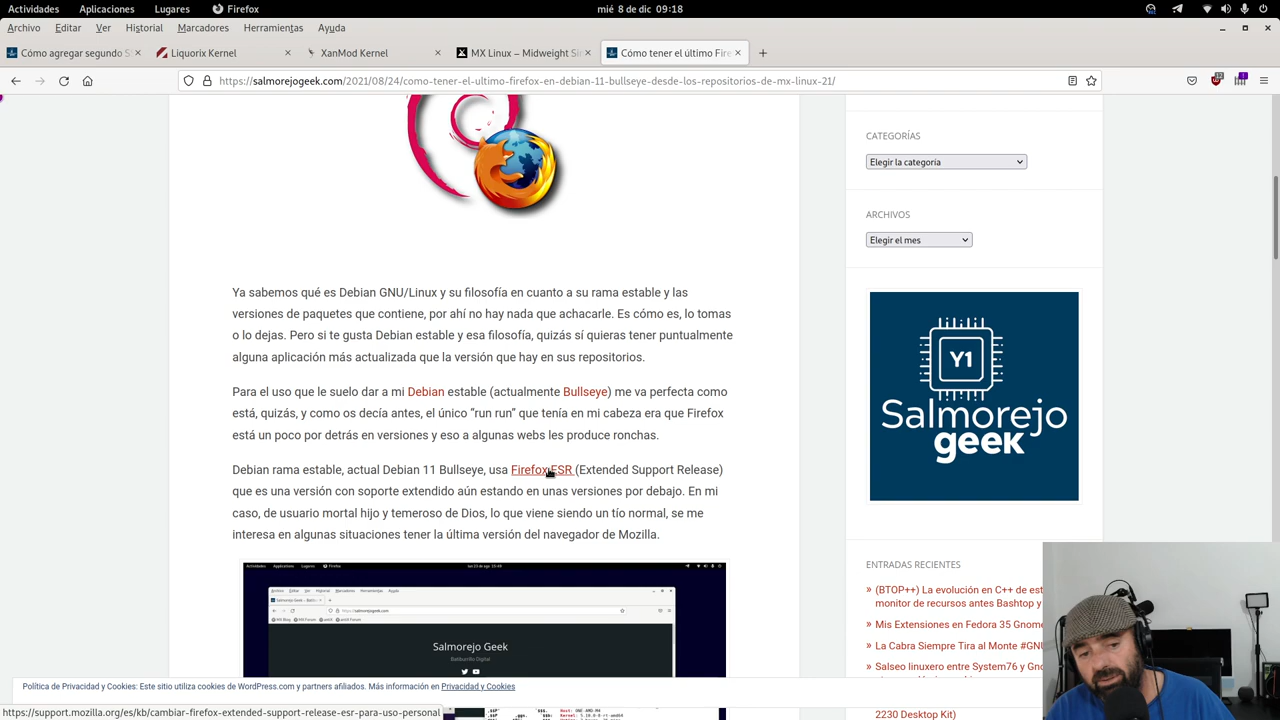 Actividades Aplicaciones Lugares Firefox mié 8 de dic 09:18
Archivo Editar Ver Historial Marcadores Herramientas Ayuda
Cómo agregar segundo S Liquorix Kernel XanMod Kernel MX Linux – Midweight Si Cómo tener el último Fire
https://salmorejogeek.com/2021/08/24/como-tener-el-ultimo-firefox-en-debian-11-bullseye-desde-los-repositorios-de-mx-linux-21/
Ya sabemos qué es Debian GNU/Linux y su filosofía en cuanto a su rama estable y las
versiones de paquetes que contiene, por ahí no hay nada que achacarle. Es cómo es, lo tomas
o lo dejas. Pero si te gusta Debian estable y esa filosofía, quizás sí quieras tener puntualmente
alguna aplicación más actualizada que la versión que hay en sus repositorios.
Para el uso que le suelo dar a mi Debian estable (actualmente Bullseye) me va perfecta como
está, quizás, y como os decía antes, el único “run run” que tenía en mi cabeza era que Firefox
está un poco por detrás en versiones y eso a algunas webs les produce ronchas.
Debian rama estable, actual Debian 11 Bullseye, usa Firefox ESR (Extended Support Release)
que es una versión con soporte extendido aún estando en unas versiones por debajo. En mi
caso, de usuario mortal hijo y temeroso de Dios, lo que viene siendo un tío normal, se me
interesa en algunas situaciones tener la última versión del navegador de Mozilla.
Salmorejo Geek
CATEGORÍAS
Elegir la categoría
ARCHIVOS
Elegir el mes
Y1
Salmorejo
geek
ENTRADAS RECIENTES
» (BTOP++) La evolución en C++ de est
monitor de recursos antes Bashtop y
» Mis Extensiones en Fedora 35 Gnome
» La Cabra Siempre Tira al Monte #GNU
» Salseo linuxero entre System76 y Gno
2230 Desktop Kit)
Política de Privacidad y Cookies: Este sitio utiliza cookies de WordPress.com y partners afiliados. Más información en Privacidad y Cookies
https://support.mozilla.org/es/kb/cambiar-firefox-extended-support-release-esr-para-uso-personal